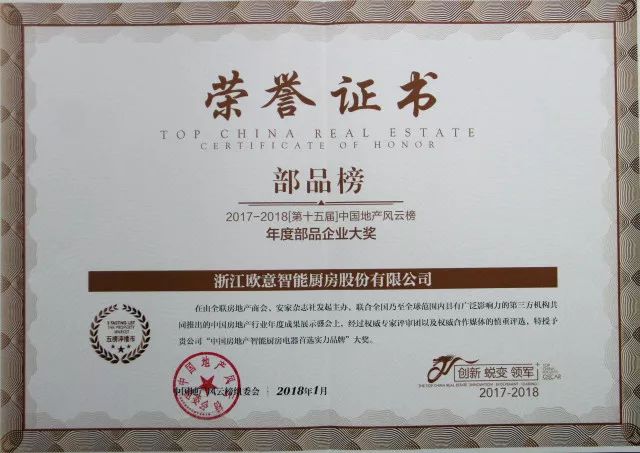 荣誉证书
TOP CHINA REAL ESTATE
CERTIFICATE OF HONOR
部品榜
2017-2018[第十五届]中国地产风云榜
年度部品企业大奖
浙江欧意智能厨房股份有限公司
在由全联房地产商会、安家杂志社发起主办,联合全国乃至全球范围内具有广泛影响力的第三方机构共
同推出的中国房地产行业年度成果展示盛会上,经过权威专家评审团以及权威合作媒体的慎重评选,特授予
贵公司“中国房地产智能厨房电器首选实力品牌”大奖。
五榜评楼市
创新 蜕变 领军
2017-2018
中国地产风云榜组委会
2018年1月